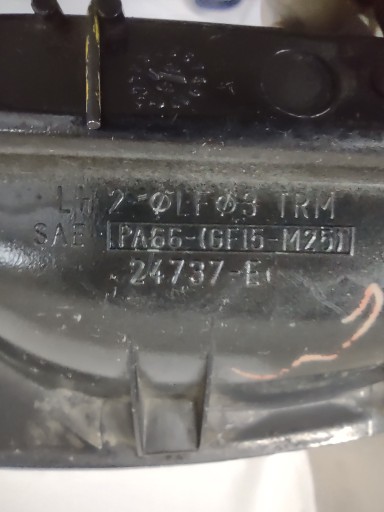 LH 2-ØLFØ3 TRM
SAE PA66-(GF15-M25)
24737-E